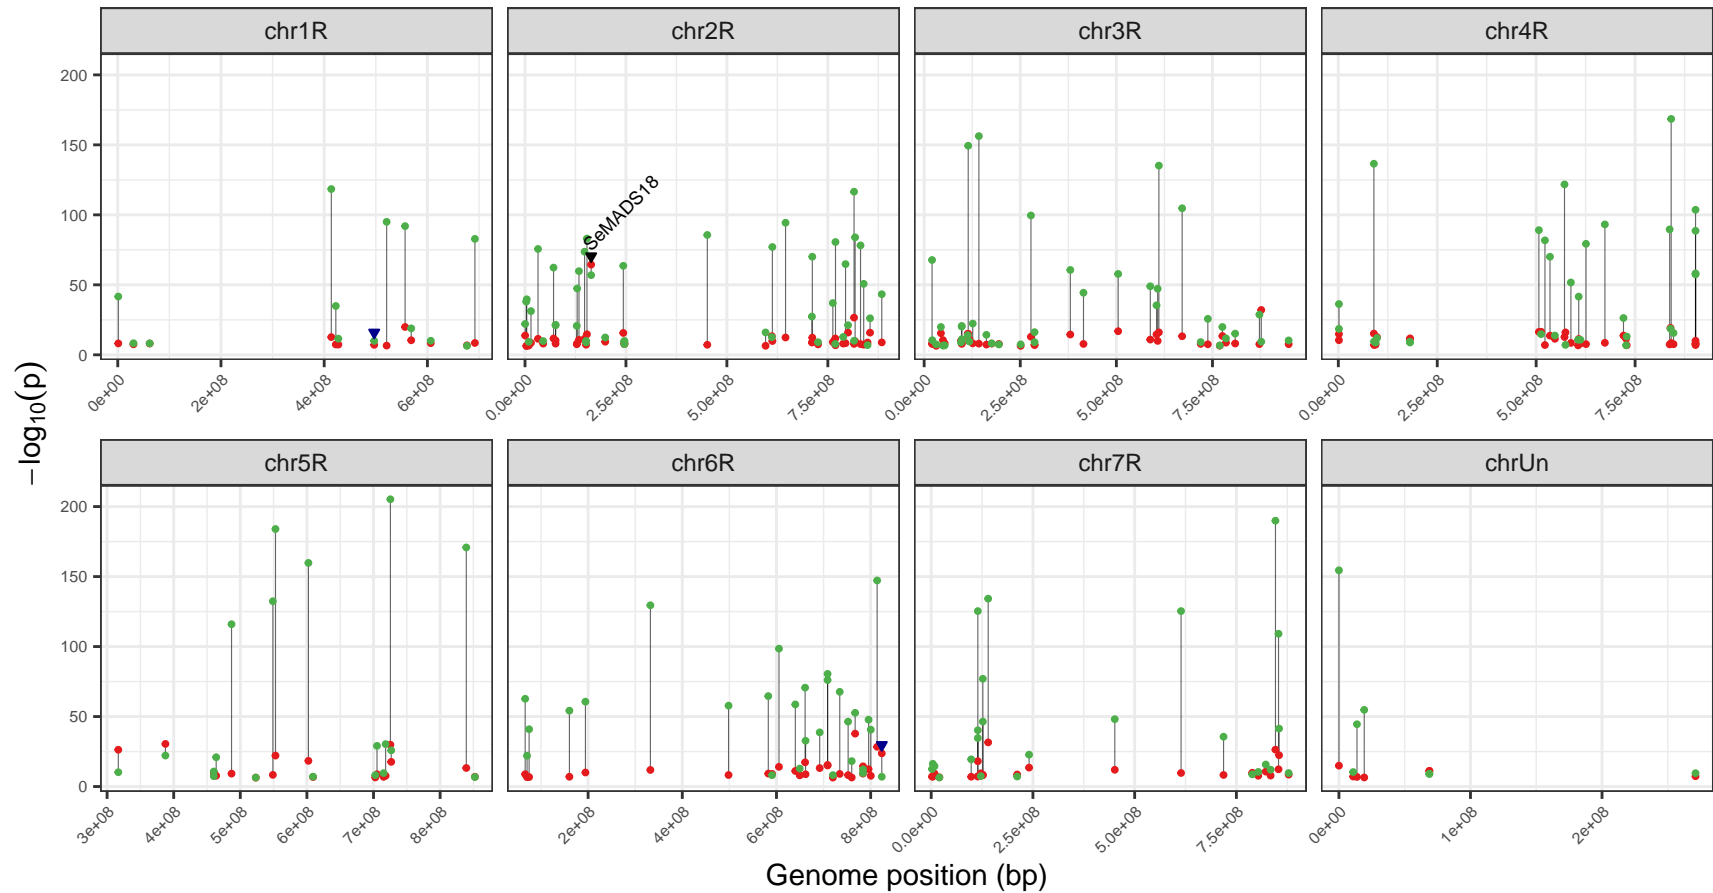 chr1R chr2R chr3R chr4R
200
150
100
50
0
SeMADS18
0e+00 2e+08 4e+08 6e+08 0.0e+00 2.5e+08 5.0e+08 7.5e+08 0.0e+00 2.5e+08 5.0e+08 7.5e+08 0.0e+00 2.5e+08 5.0e+08 7.5e+08
−log10(p)
chr5R chr6R chr7R chrUn
200
150
100
50
0
3e+08 4e+08 5e+08 6e+08 7e+08 8e+08 2e+08 4e+08 6e+08 8e+08 0.0e+00 2.5e+08 5.0e+08 7.5e+08 0e+00 1e+08 2e+08
Genome position (bp)